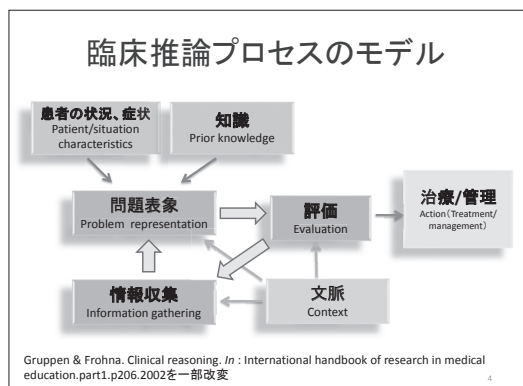 臨床推論プロセスのモデル
患者の状況、症状
Patient/situation
characteristics
知識
Prior knowledge
問題表象
Problem representation
評価
Evaluation
治療/管理
Action(Treatment/
management)
情報収集
Information gathering
文脈
Context
Gruppen & Frohna. Clinical reasoning. In : International handbook of research in medical
education.part1.p206.2002を一部改変
4